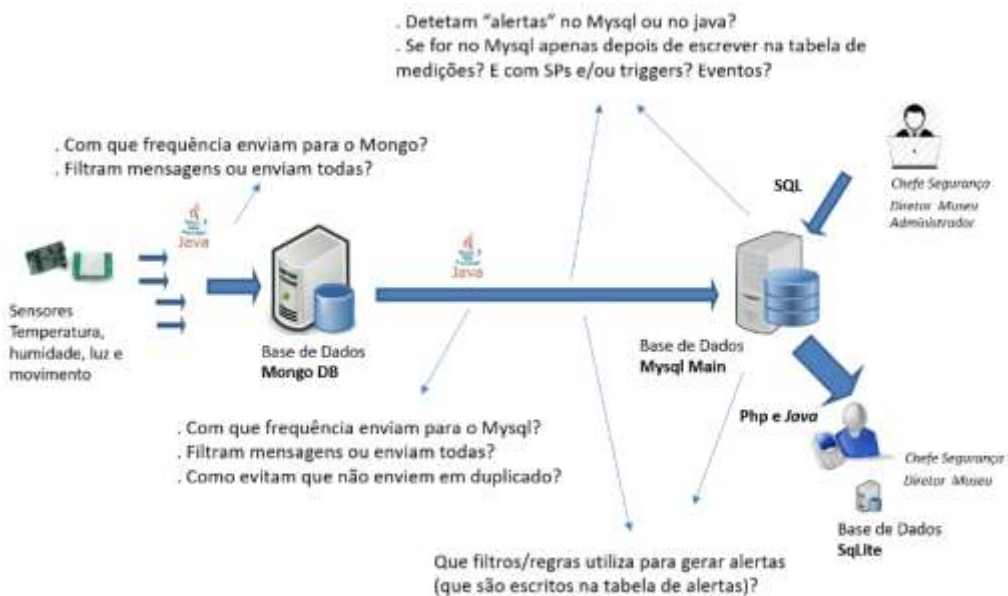 . Detetam “alertas” no Mysql ou no java?
. Se for no Mysql apenas depois de escrever na tabela de
medições? E com SPs e/ou triggers? Eventos?
. Com que frequência enviam para o Mongo?
. Filtram mensagens ou enviam todas?
SQL
Chefe Segurança
Diretor Museu
Administrador
Java
Java
Sensores
Temperatura,
humidade, luz e
movimento
Base de Dados
Mongo DB
Base de Dados
Mysql Main
Php e Java
. Com que frequência enviam para o Mysql?
. Filtram mensagens ou enviam todas?
. Como evitam que não enviem em duplicado?
Chefe Segurança
Diretor Museu
Base de Dados
SqLite
Que filtros/regras utiliza para gerar alertas
(que são escritos na tabela de alertas)?